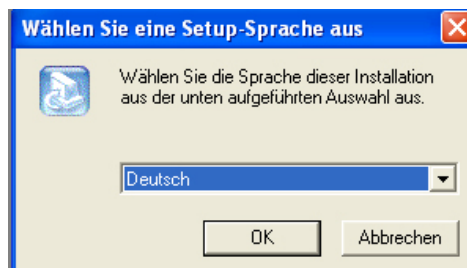 Wählen Sie eine Setup-Sprache aus
Wählen Sie die Sprache dieser Installation
aus der unten aufgeführten Auswahl aus.
Deutsch
OK
Abbrechen